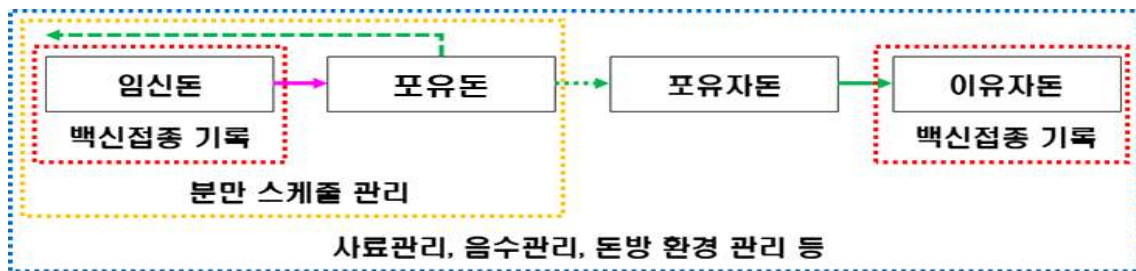 임신돈
포유돈
포유자돈
이유자돈
백신접종 기록
백신접종 기록
분만 스케줄 관리
사료관리, 음수관리, 돈방 환경 관리 등